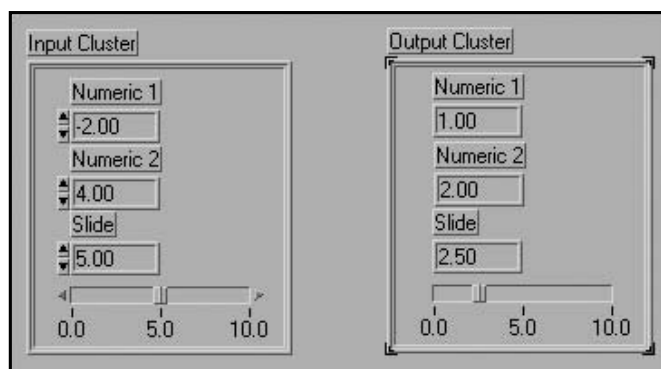 Input Cluster
Numeric 1
-2.00
Numeric 2
4.00
Slide
5.00
0.0 5.0 10.0
Output Cluster
Numeric 1
1.00
Numeric 2
2.00
Slide
2.50
0.0 5.0 10.0